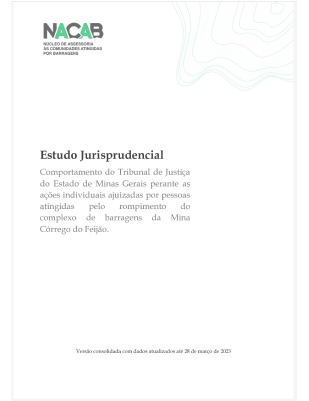 NACAB
NÚCLEO DE ASSESSORIA
ÀS COMUNIDADES ATINGIDAS
POR BARRAGENS
Estudo Jurisprudencial
Comportamento do Tribunal de Justiça
do Estado de Minas Gerais perante as
ações individuais ajuizadas por pessoas
atingidas pelo rompimento do
complexo de barragens da Mina
Córrego do Feijão.
Versão consolidada com dados atualizados até 28 de março de 2023